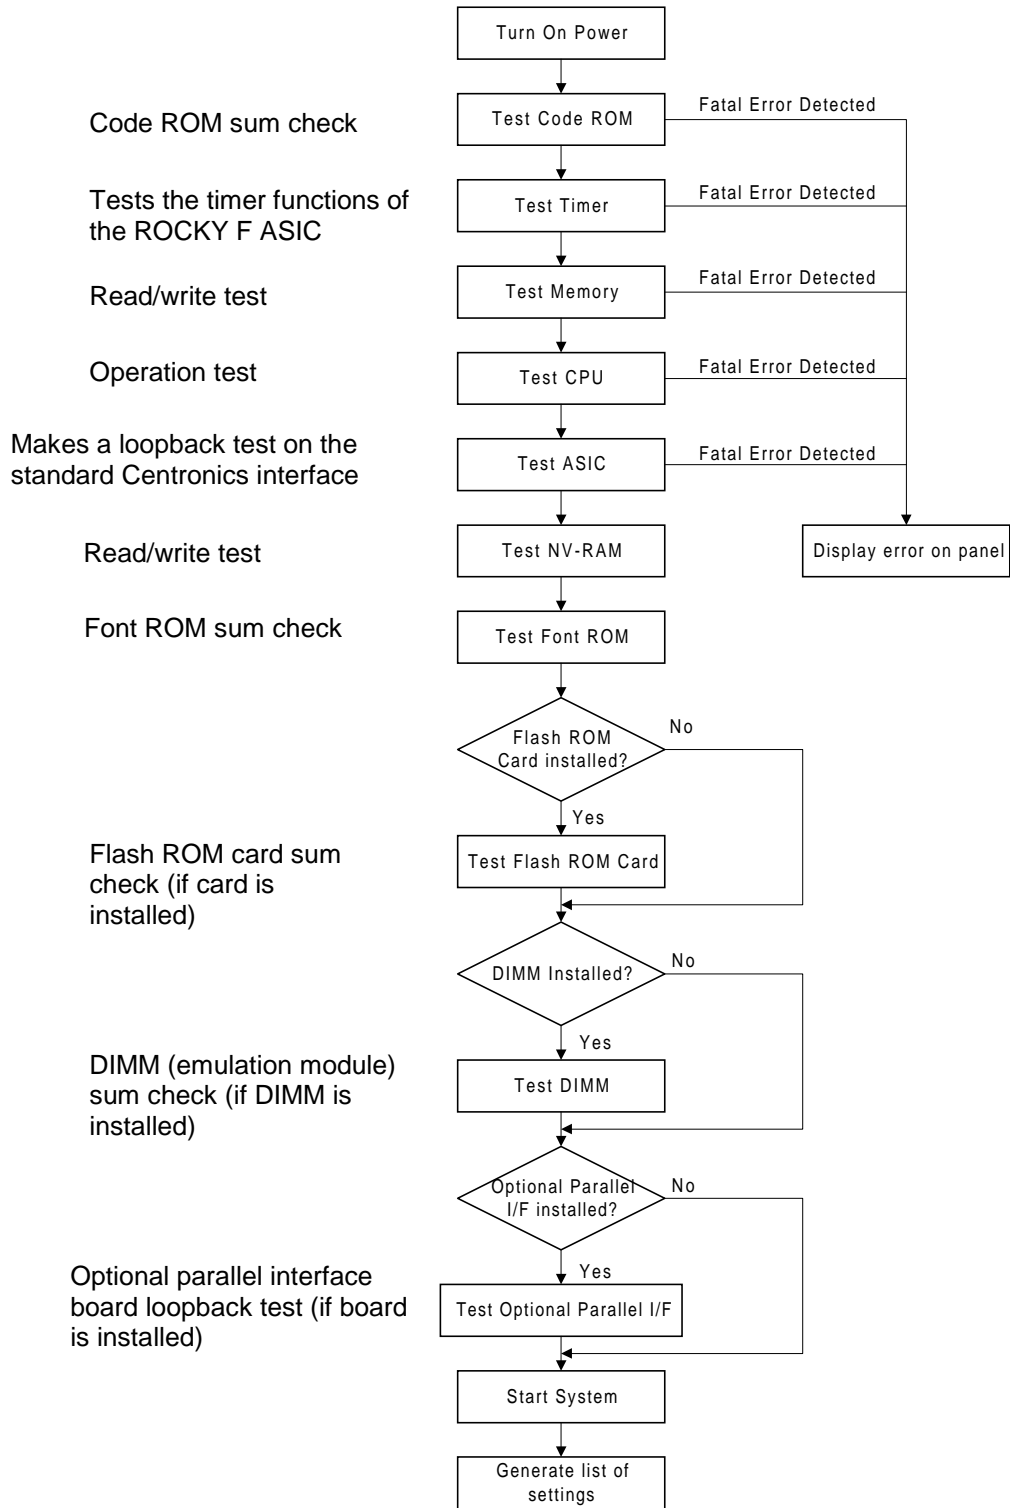 Turn On Power
Code ROM sum check
Test Code ROM
Fatal Error Detected
Tests the timer functions of
the ROCKY F ASIC
Test Timer
Fatal Error Detected
Read/write test
Test Memory
Fatal Error Detected
Operation test
Test CPU
Fatal Error Detected
Makes a loopback test on the
standard Centronics interface
Test ASIC
Fatal Error Detected
Read/write test
Test NV-RAM
Display error on panel
Font ROM sum check
Test Font ROM
Flash ROM
Card installed?
No
Yes
Flash ROM card sum
check (if card is
installed)
Test Flash ROM Card
DIMM Installed?
No
Yes
DIMM (emulation module)
sum check (if DIMM is
installed)
Test DIMM
Optional Parallel
I/F installed?
No
Yes
Optional parallel interface
board loopback test (if board
is installed)
Test Optional Parallel I/F
Start System
Generate list of
settings